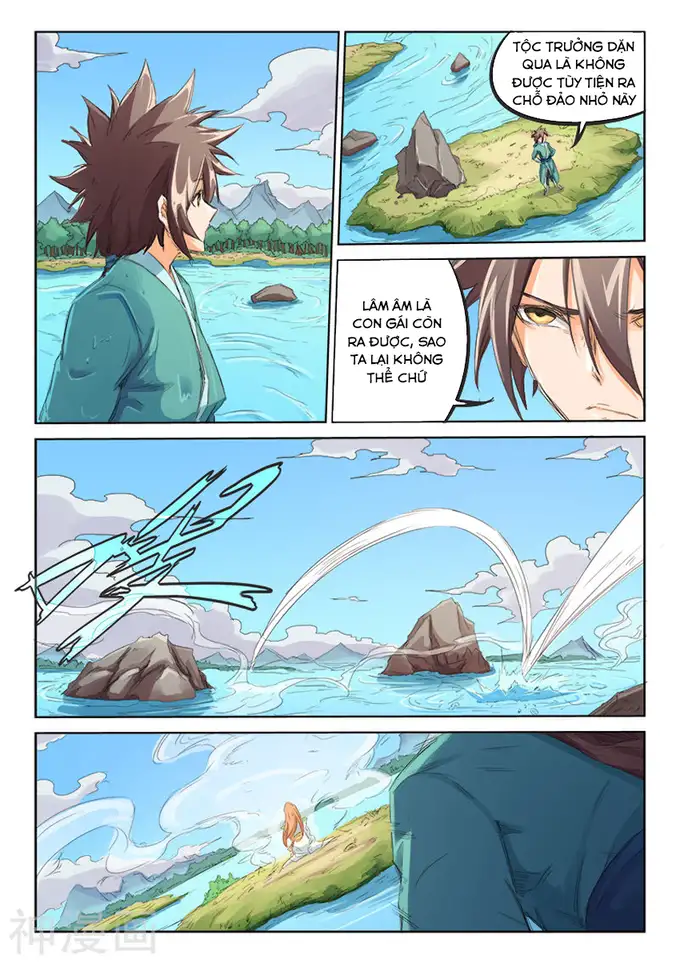 TỘC TRƯỞNG DẶN
QUA LÀ KHÔNG
ĐƯỢC TÙY TIỆN RA
CHỖ ĐẢO NHỎ NÀY
LÂM ÂM LÀ
CON GÁI CÒN
RA ĐƯỢC, SAO
TA LẠI KHÔNG
THỂ CHỨ
神漫画